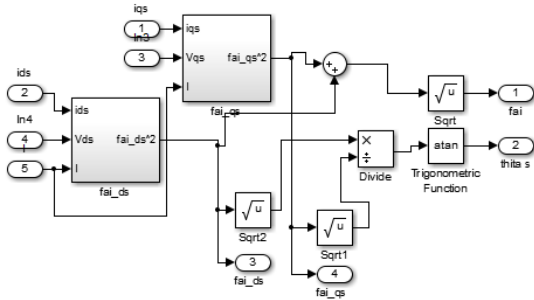 iqs
1
In3
3
iqs
Vqs
I
fai_qs^2
fai_qs
ids
2
In4
4
I
5
ids
Vds
I
fai_ds^2
fai_ds
++
√u
Sqrt
1
fai
×
÷
Divide
atan
Trigonometric
Function
2
thita s
√u
Sqrt2
√u
Sqrt1
3
fai_ds
4
fai_qs